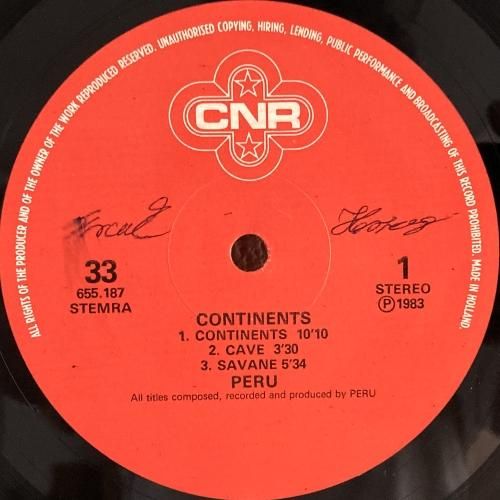 ALL RIGHTS OF THE PRODUCER AND OF THE OWNER OF THE WORK REPRODUCED RESERVED. UNAUTHORISED COPYING, HIRING, LENDING, PUBLIC PERFORMANCE AND BROADCASTING OF THIS RECORD PROHIBITED. MADE IN HOLLAND.
CNR
33
655.187
STEMRA
1
STEREO
Ⓟ1983
CONTINENTS
1. CONTINENTS 10'10
2. CAVE 3'30
3. SAVANE 5'34
PERU
All titles composed, recorded and produced by PERU